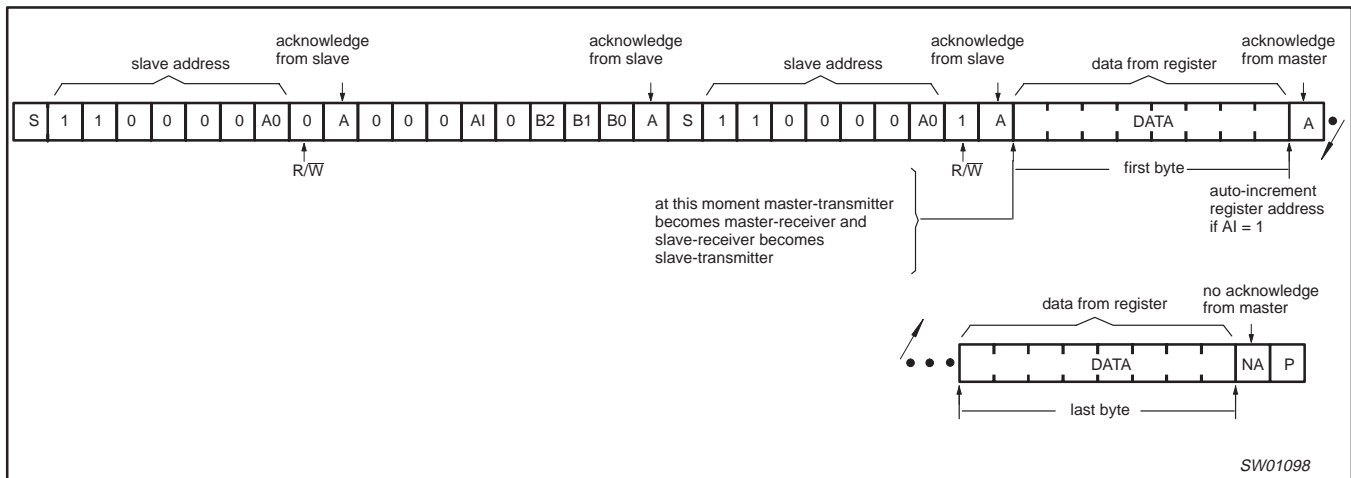 acknowledge
from slave
acknowledge
from slave
acknowledge
from slave
acknowledge
from master
slave address
slave address
data from register
S 1 1 0 0 0 0 A0 0 A 0 0 0 AI 0 B2 B1 B0 A S 1 1 0 0 0 0 A0 1 A DATA A
R/W̅
R/W̅
first byte
at this moment master-transmitter
becomes master-receiver and
slave-receiver becomes
slave-transmitter
auto-increment
register address
if AI = 1
data from register
no acknowledge
from master
DATA NA P
last byte
SW01098